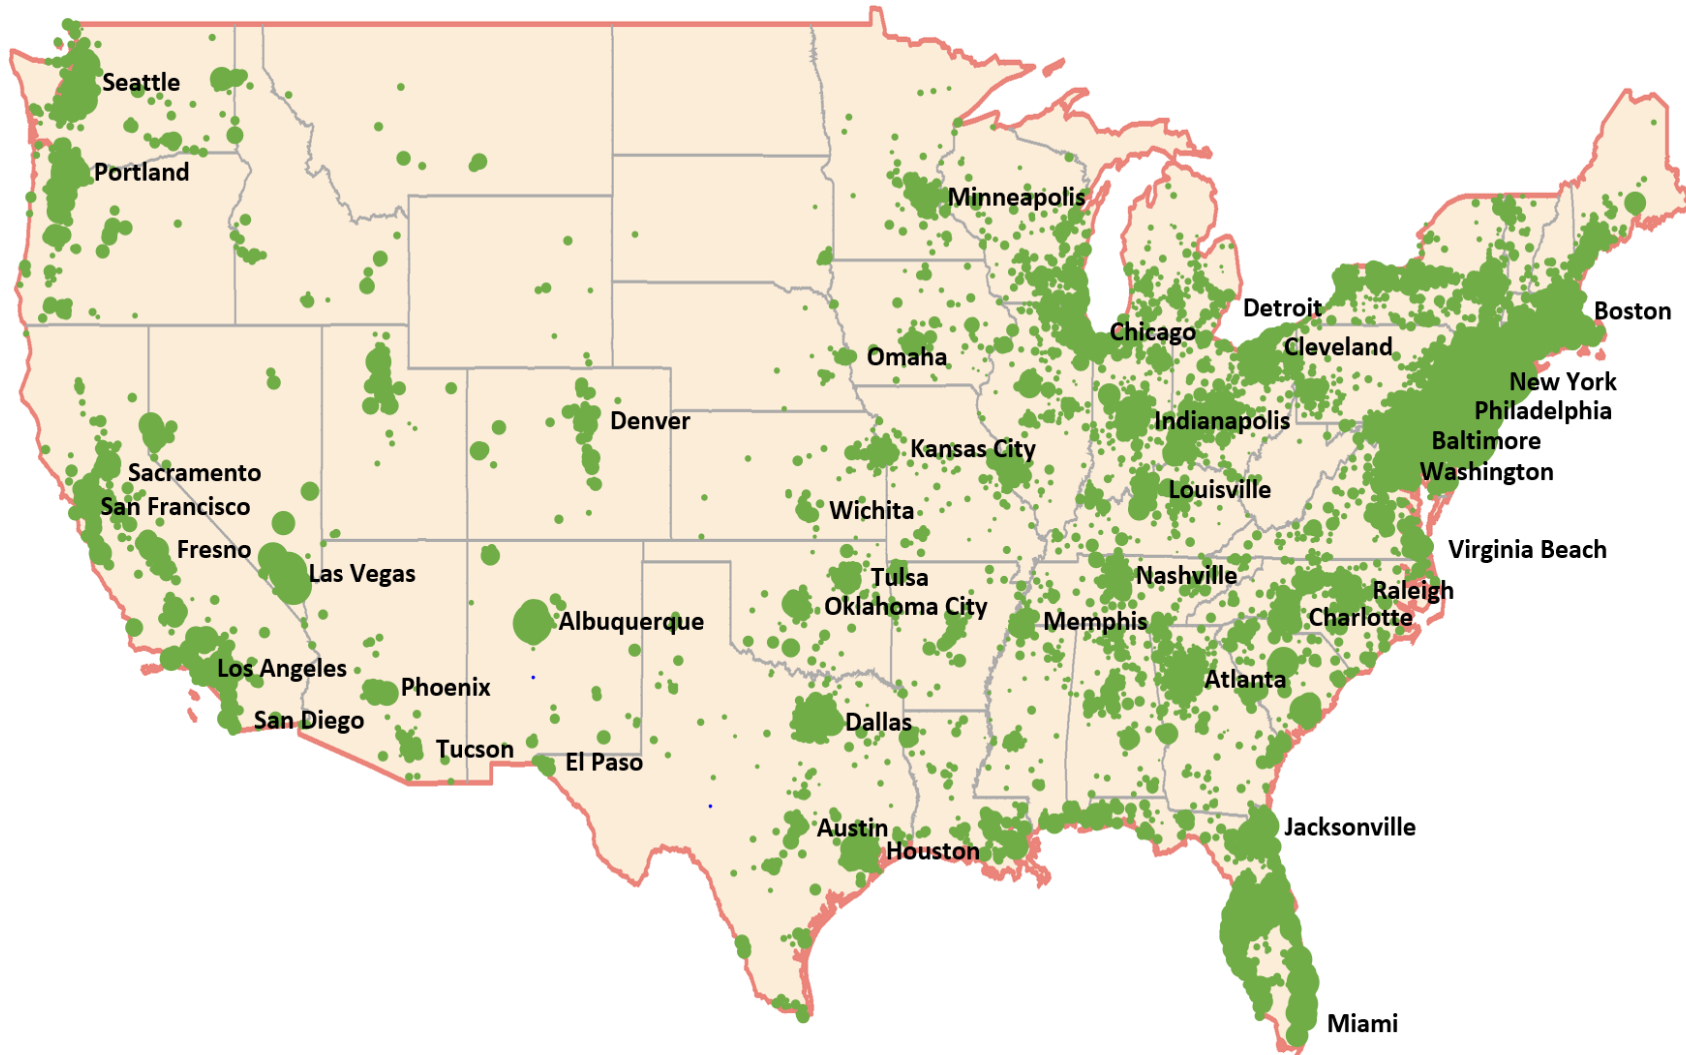 Seattle
Portland
Minneapolis
Detroit
Boston
Chicago
Cleveland
Omaha
New York
Philadelphia
Denver
Indianapolis
Baltimore
Kansas City
Sacramento
Washington
Louisville
San Francisco
Wichita
Fresno
Virginia Beach
Las Vegas
Tulsa
Nashville
Raleigh
Oklahoma City
Charlotte
Albuquerque
Memphis
Los Angeles
Atlanta
Phoenix
San Diego
Dallas
Tucson
El Paso
Austin
Jacksonville
Houston
Miami